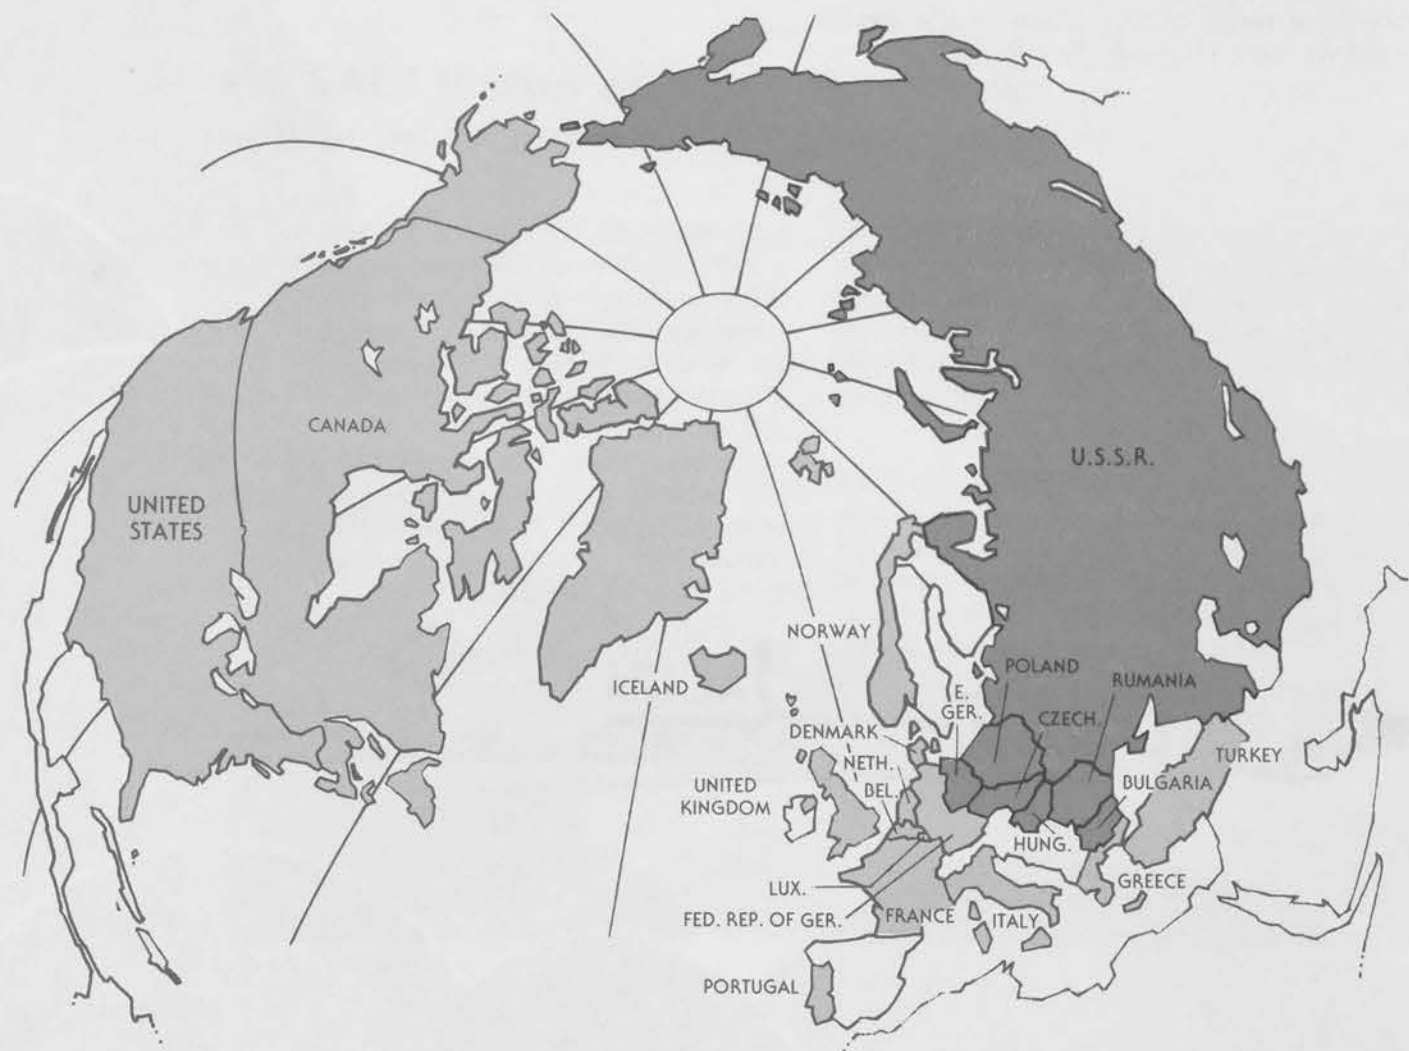 CANADA
UNITED
STATES
U.S.S.R.
NORWAY
ICELAND
POLAND
RUMANIA
E.
GER.
CZECH.
DENMARK
NETH.
BEL.
TURKEY
BULGARIA
UNITED
KINGDOM
HUNG.
GREECE
LUX.
FED. REP. OF GER.
FRANCE
ITALY
PORTUGAL